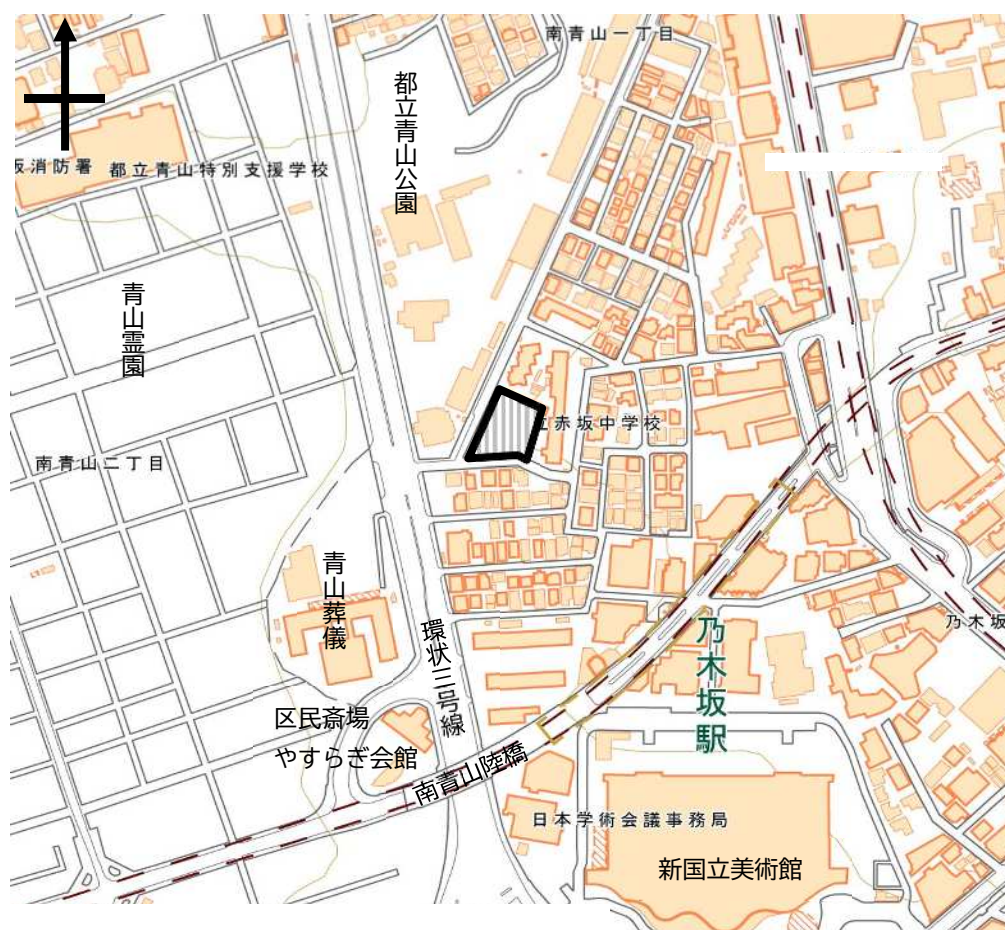 南青山一丁目
都立青山公園
坂消防署
都立青山特別支援学校
青山霊園
立赤坂中学校
南青山二丁目
青山葬儀
環状三号線
乃木坂駅
乃木坂
区民斎場
やすらぎ会館
南青山陸橋
日本学術会議事務局
新国立美術館